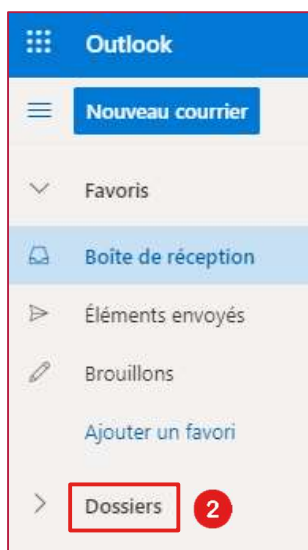 Outlook
Nouveau courrier
Favoris
Boîte de réception
Éléments envoyés
Brouillons
Ajouter un favori
Dossiers 2